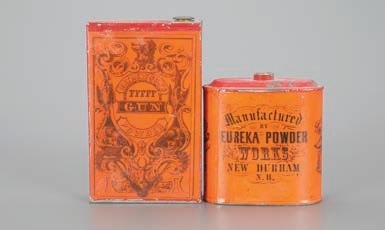 FFFFF
GUN
Manufactured
BY
EUREKA POWDER
WORKS
NEW DURHAM
N.H.